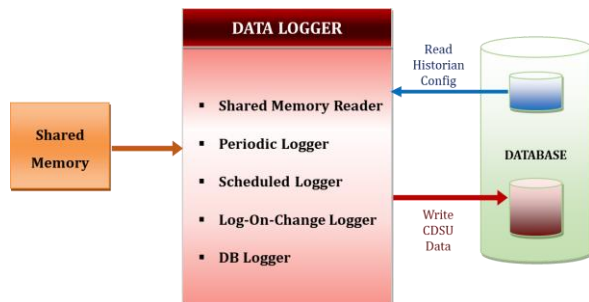 DATA LOGGER
Shared
Memory
▪ Shared Memory Reader
▪ Periodic Logger
▪ Scheduled Logger
▪ Log-On-Change Logger
▪ DB Logger
Read
Historian
Config
DATABASE
Write
CDSU
Data